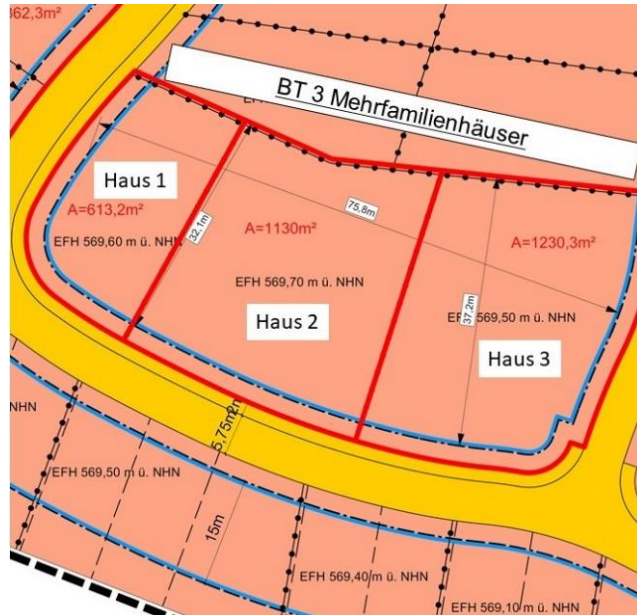 362,3m²
BT 3 Mehrfamilienhäuser
Haus 1
A=613,2m²
EFH 569,60 m ü. NHN
32,1m
A=1130m²
75,8m
EFH 569,70 m ü. NHN
Haus 2
A=1230,3m²
37,2m
EFH 569,50 m ü. NHN
Haus 3
NHN
5,75m
EFH 569,50 m ü. NHN
15m
EFH 569,40 m ü. NHN
EFH 569,10 m ü. NHN